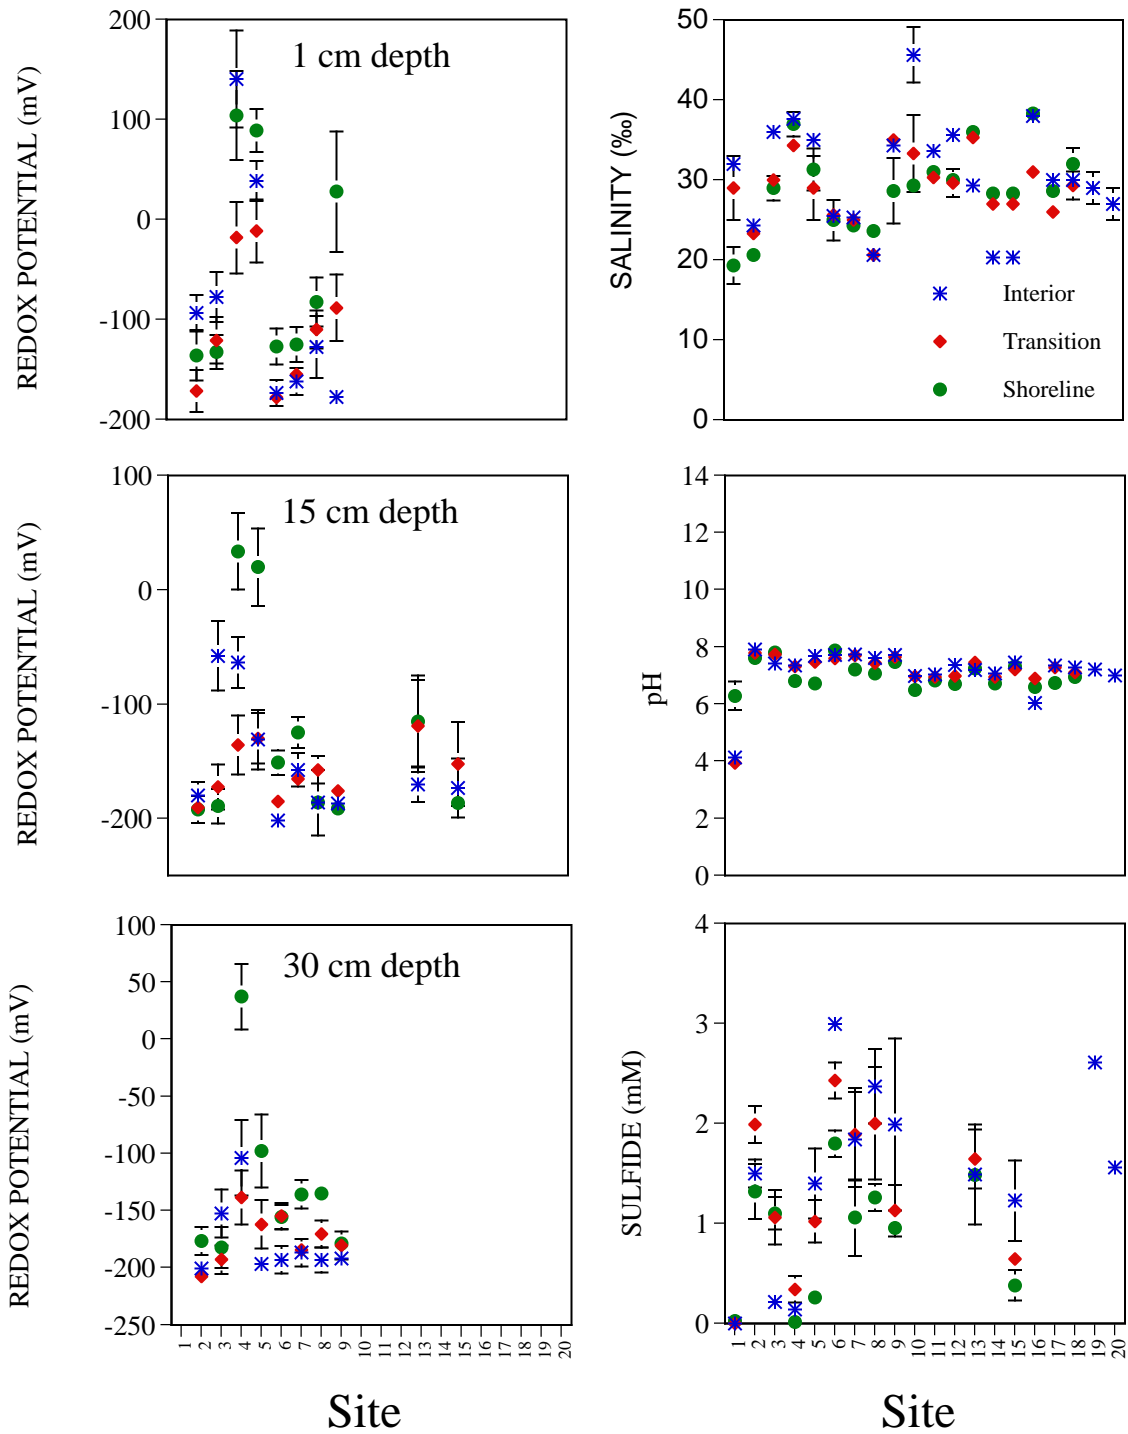 REDOX POTENTIAL (mV)
200
100
0
-100
-200
1 cm depth
SALINITY (‰)
50
40
30
20
10
0
Interior
Transition
Shoreline
REDOX POTENTIAL (mV)
100
0
-100
-200
15 cm depth
pH
14
12
10
8
6
4
2
0
REDOX POTENTIAL (mV)
100
50
0
-50
-100
-150
-200
-250
30 cm depth
1 2 3 4 5 6 7 8 9 10 11 12 13 14 15 16 17 18 19 20
Site
SULFIDE (mM)
4
3
2
1
0
1 2 3 4 5 6 7 8 9 10 11 12 13 14 15 16 17 18 19 20
Site